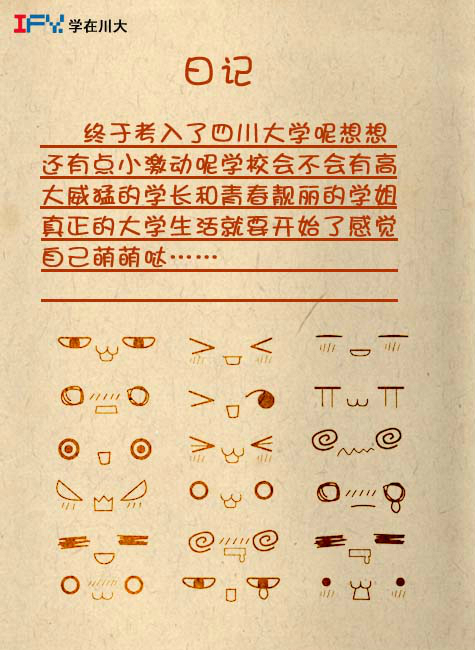 IFY 学在川大
日记
终于考入了四川大学呢想想
还有点小激动呢学校会不会有高
大威猛的学长和青春靓丽的学姐
真正的大学生活就要开始了感觉
自己萌萌哒……